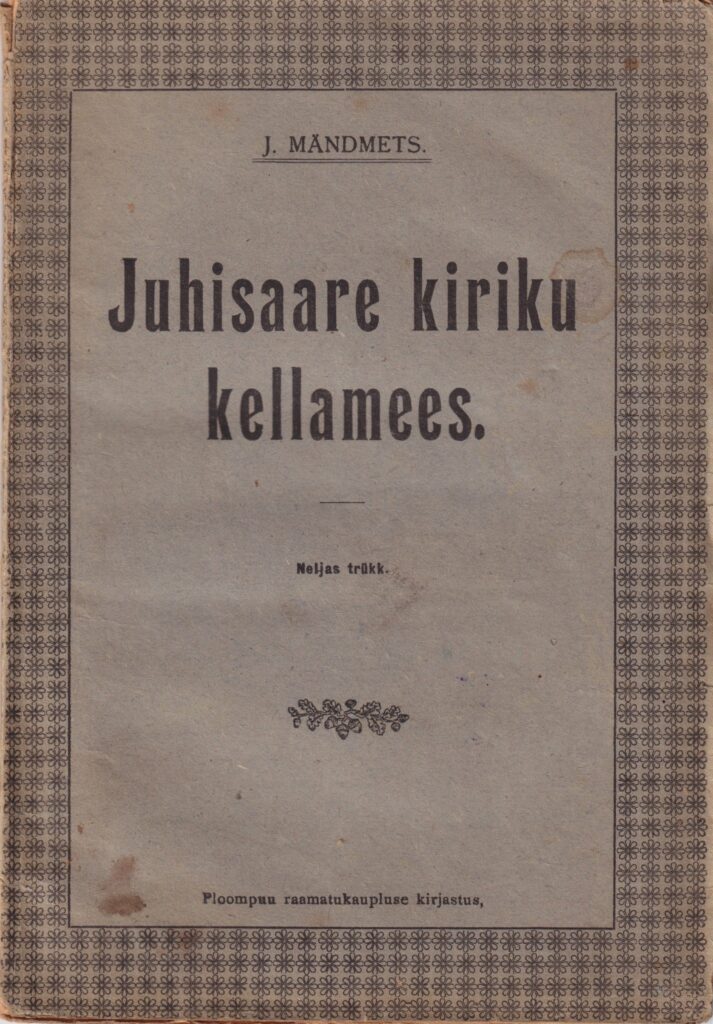 J. MÄNDMETS.
Juhisaare kiriku
kellamees.
Neljas trükk.
Ploompuu raamatukaupluse kirjastus,